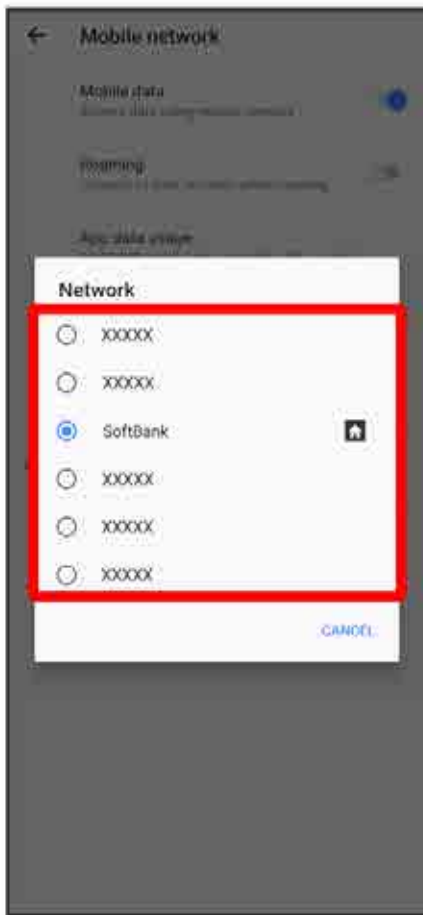 Mobile network
Mobile data
Roaming
App data usage
Network
XXXXX
XXXXX
SoftBank
XXXXX
XXXXX
XXXXX
CANCEL